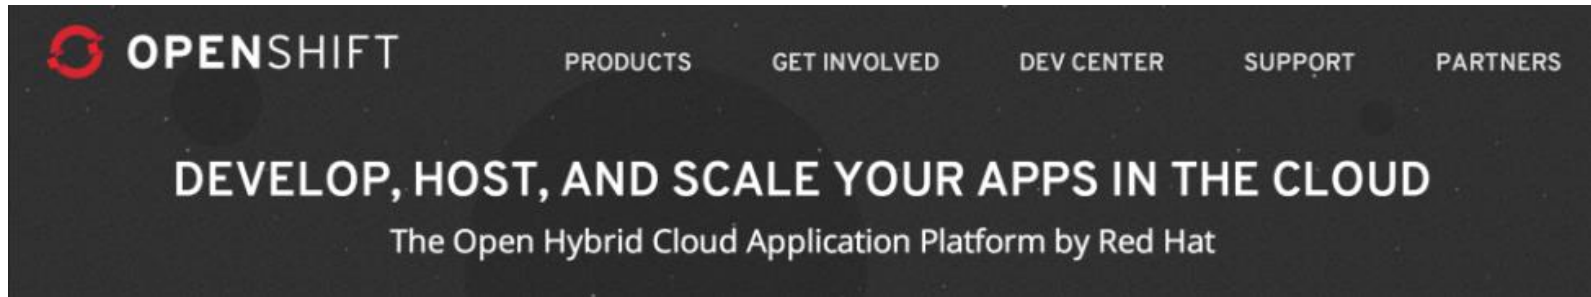 OPENSHIFT PRODUCTS GET INVOLVED DEV CENTER SUPPORT PARTNERS
DEVELOP, HOST, AND SCALE YOUR APPS IN THE CLOUD
The Open Hybrid Cloud Application Platform by Red Hat